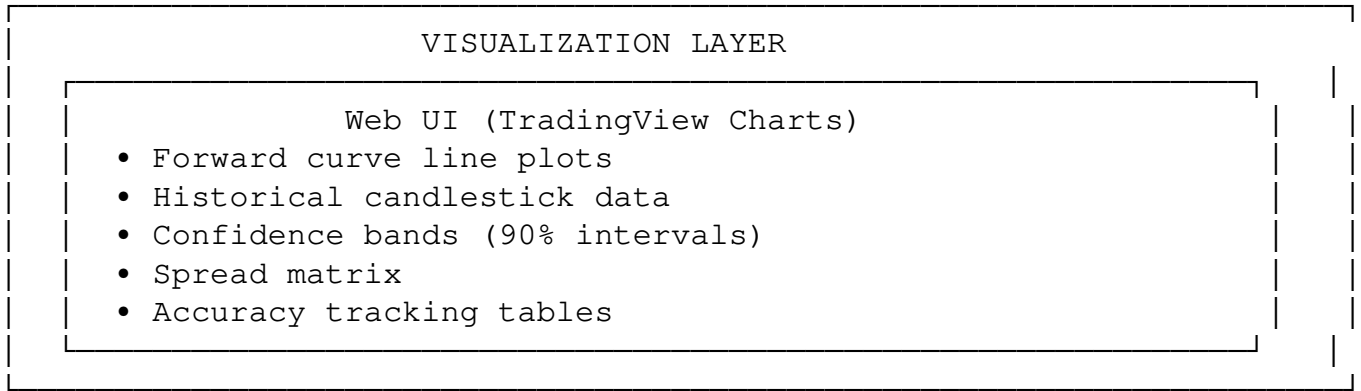 VISUALIZATION LAYER
Web UI (TradingView Charts)
• Forward curve line plots
• Historical candlestick data
• Confidence bands (90% intervals)
• Spread matrix
• Accuracy tracking tables